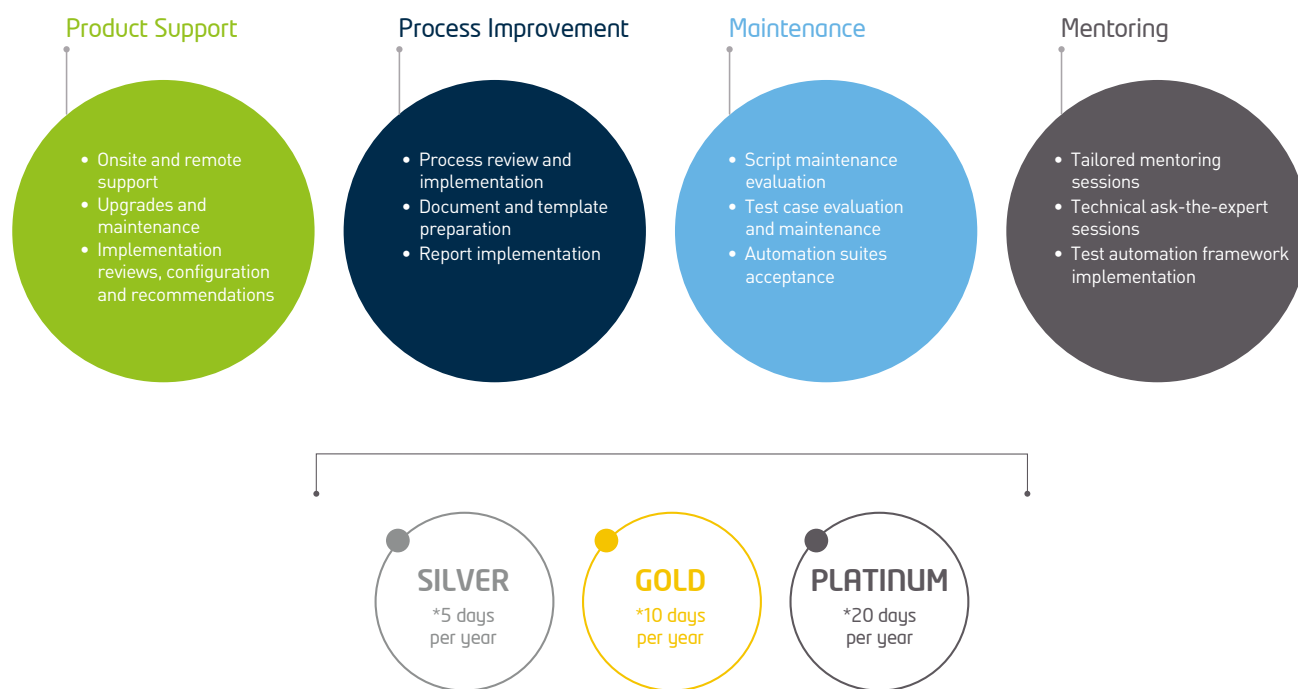 Product Support
• Onsite and remote
support
• Upgrades and
maintenance
• Implementation
reviews, configuration
and recommendations
Process Improvement
• Process review and
implementation
• Document and template
preparation
• Report implementation
Maintenance
• Script maintenance
evaluation
• Test case evaluation
and maintenance
• Automation suites
acceptance
Mentoring
• Tailored mentoring
sessions
• Technical ask-the-expert
sessions
• Test automation framework
implementation
SILVER
*5 days
per year
GOLD
*10 days
per year
PLATINUM
*20 days
per year